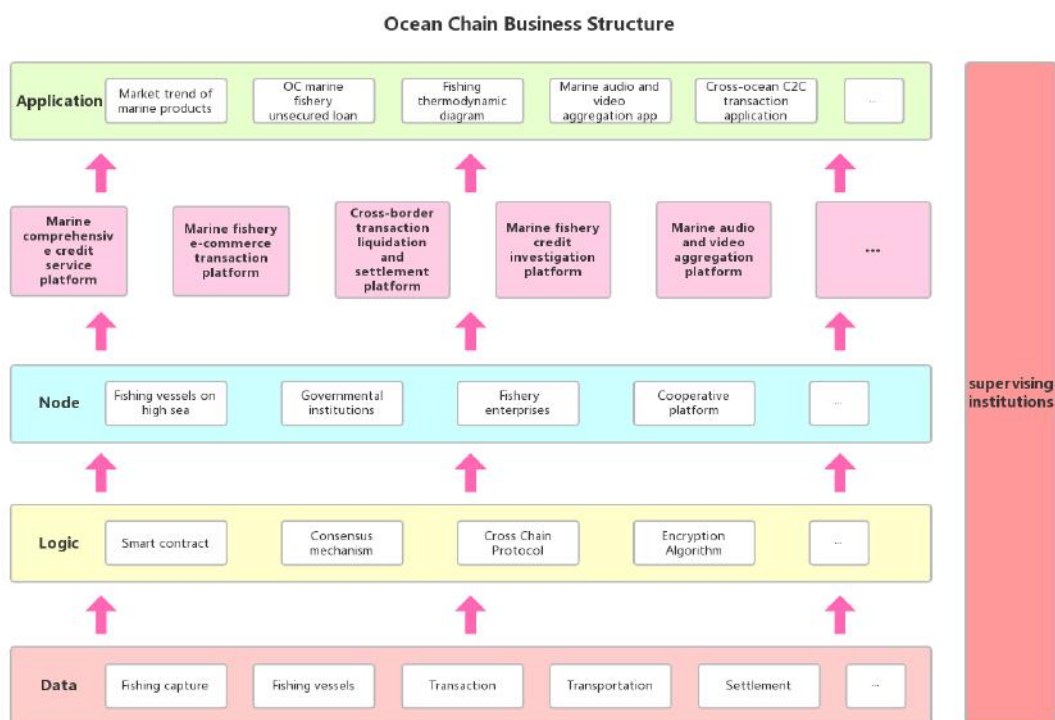 Ocean Chain Business Structure
Application
Market trend of
marine products
OC marine
fishery
unsecured loan
Fishing
thermodynamic
diagram
Marine audio and
video
aggregation app
Cross-ocean C2C
transaction
application
...
Marine
comprehensiv
e credit
service
platform
Marine fishery
e-commerce
transaction
platform
Cross-border
transaction
liquidation
and
settlement
platform
Marine fishery
credit
investigation
platform
Marine audio
and video
aggregation
platform
...
Node
Fishing vessels on
high sea
Governmental
institutions
Fishery
enterprises
Cooperative
platform
...
Logic
Smart contract
Consensus
mechanism
Cross Chain
Protocol
Encryption
Algorithm
...
Data
Fishing capture
Fishing vessels
Transaction
Transportation
Settlement
...
supervising
institutions